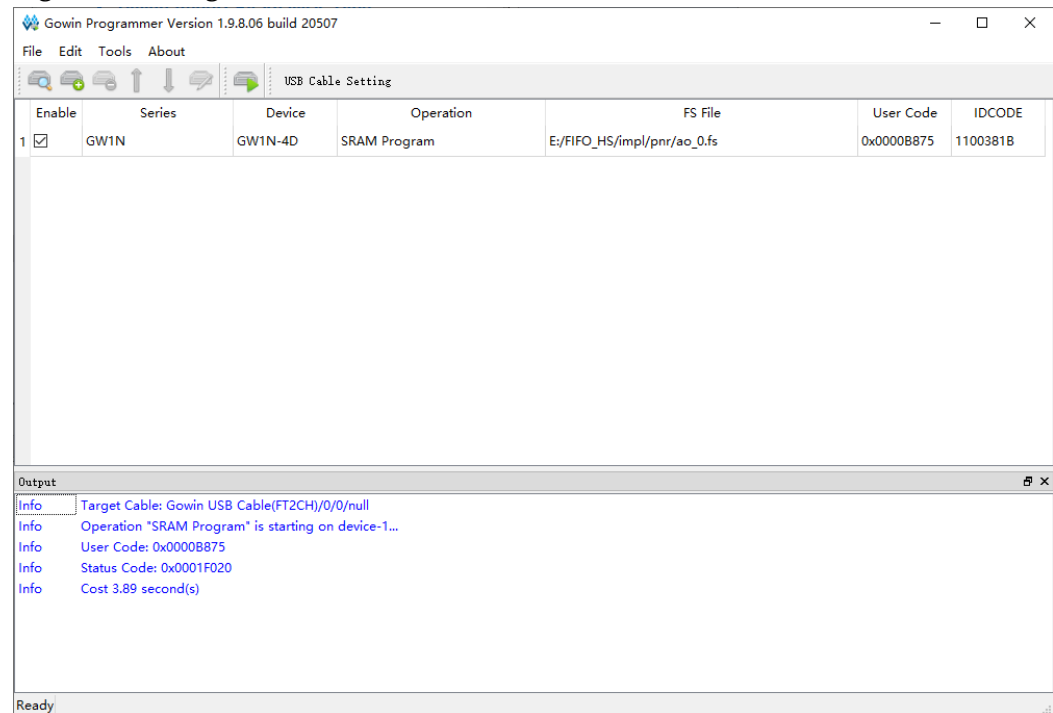 Gowin Programmer Version 1.9.8.06 build 20507
File Edit Tools About
USB Cable Setting
Enable Series Device Operation FS File User Code IDCODE
1 GW1N GW1N-4D SRAM Program E:/FIFO_HS/impl/pnr/ao_0.fs 0x0000B875 1100381B
Output
Info Target Cable: Gowin USB Cable(FT2CH)/0/0/null
Info Operation "SRAM Program" is starting on device-1...
Info User Code: 0x0000B875
Info Status Code: 0x0001F020
Info Cost 3.89 second(s)
Ready